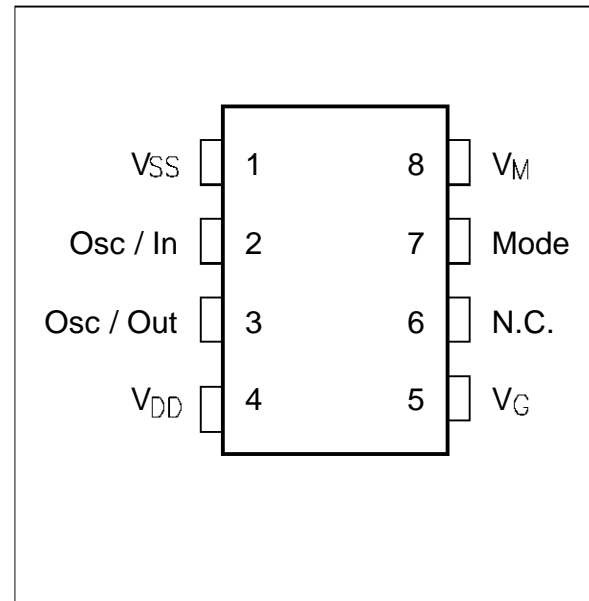 VSS 1 8 VM
Osc / In 2 7 Mode
Osc / Out 3 6 N.C.
VDD 4 5 VG